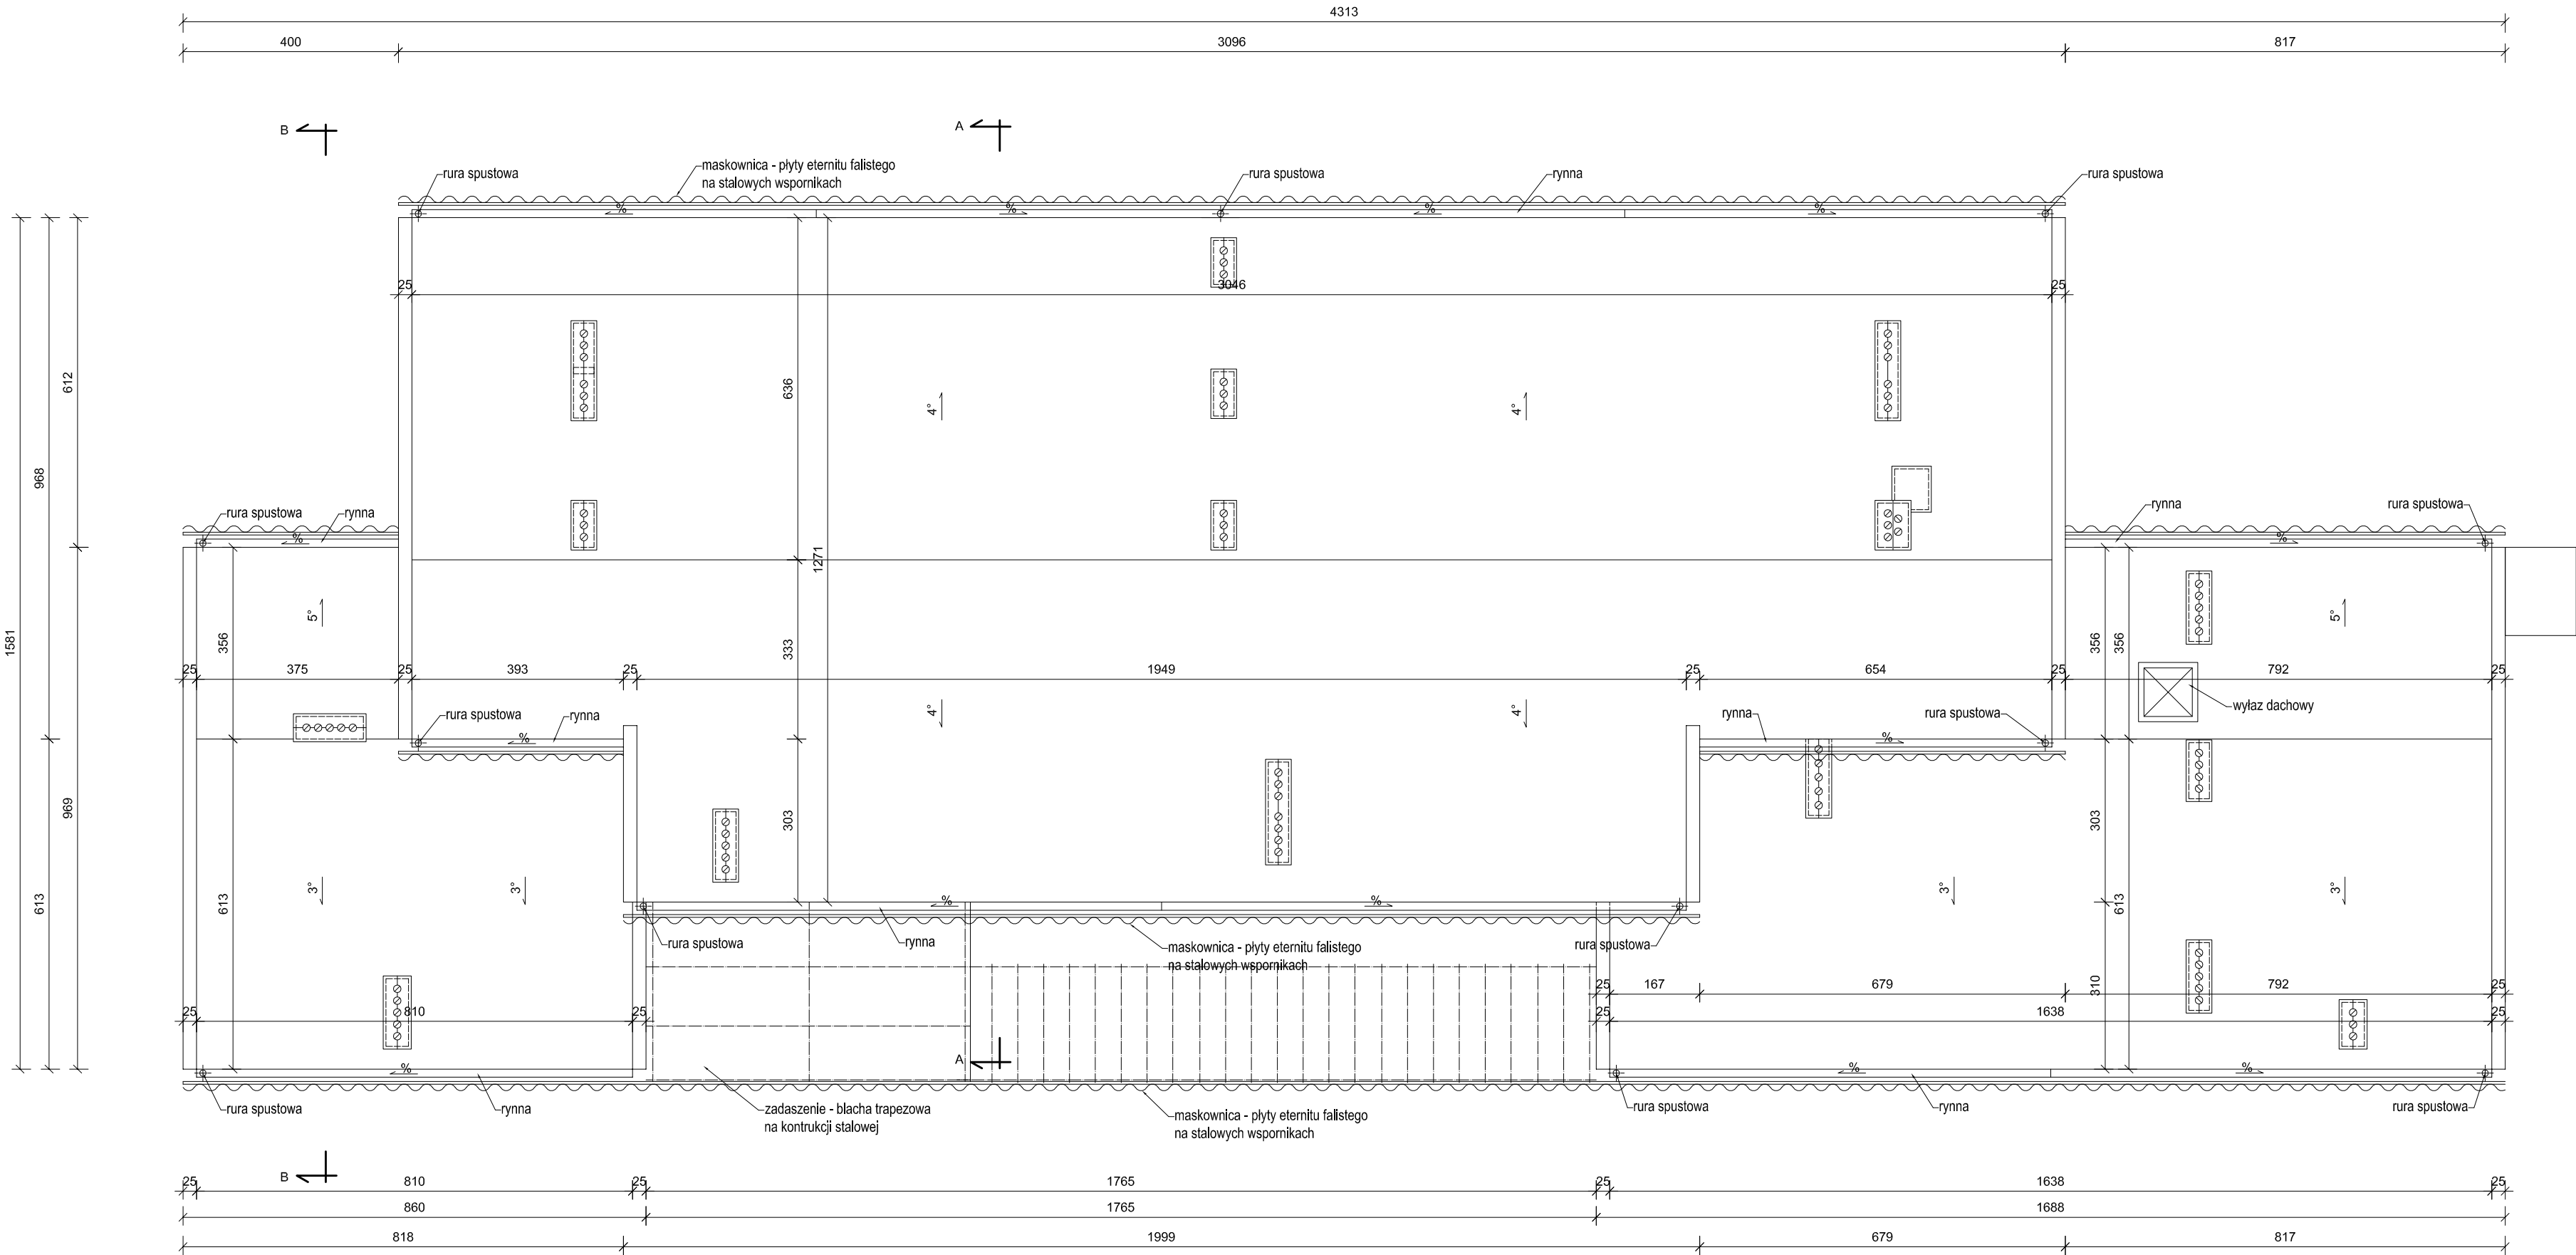 4313
400
3096
817
B
A
maskownica - płyty eternitu falistego
na stalowych wspornikach
rura spustowa
rura spustowa
rynna
rura spustowa
%
%
%
%
25
3046
25
612
636
4°
4°
968
rura spustowa
rynna
%
rynna
rura spustowa
%
1271
1581
5°
356
333
356
356
5°
25
375
25
393
25
1949
25
654
25
792
25
rura spustowa
rynna
%
4°
4°
rynna
rura spustowa
%
wyłaz dachowy
969
303
303
613
613
3°
3°
3°
613
3°
%
%
rura spustowa
rynna
maskownica - płyty eternitu falistego
na stalowych wspornikach
rura spustowa
310
25
167
679
792
25
25
810
25
25
1638
25
A
%
%
%
rura spustowa
rynna
zadaszenie - blacha trapezowa
na kontrukcji stalowej
maskownica - płyty eternitu falistego
na stalowych wspornikach
rura spustowa
rynna
rura spustowa
B
25
810
25
1765
25
1638
25
860
1765
1688
818
1999
679
817